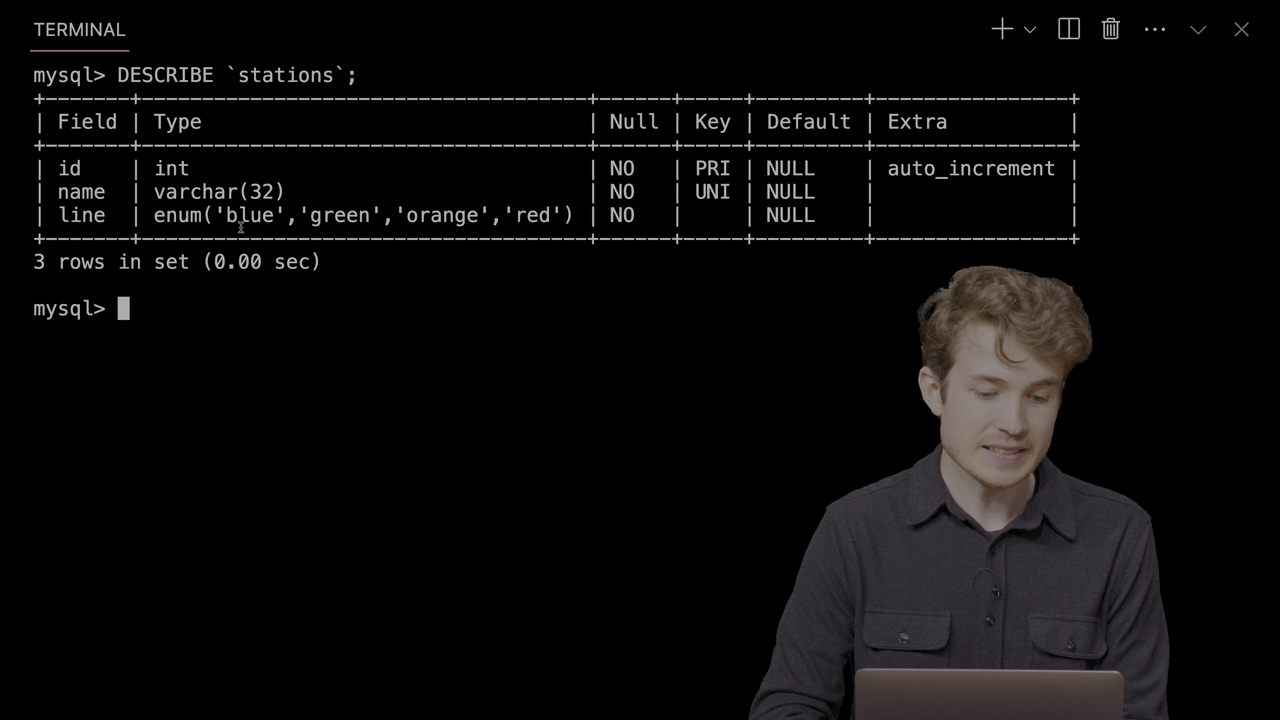 TERMINAL
mysql> DESCRIBE `stations`;
+-------+------------------------------------+------+-----+---------+----------------+
| Field | Type                               | Null | Key | Default | Extra          |
+-------+------------------------------------+------+-----+---------+----------------+
| id    | int                                | NO   | PRI | NULL    | auto_increment |
| name  | varchar(32)                        | NO   | UNI | NULL    |                |
| line  | enum('blue','green','orange','red') | NO   |     | NULL    |                |
+-------+------------------------------------+------+-----+---------+----------------+
3 rows in set (0.00 sec)
mysql>